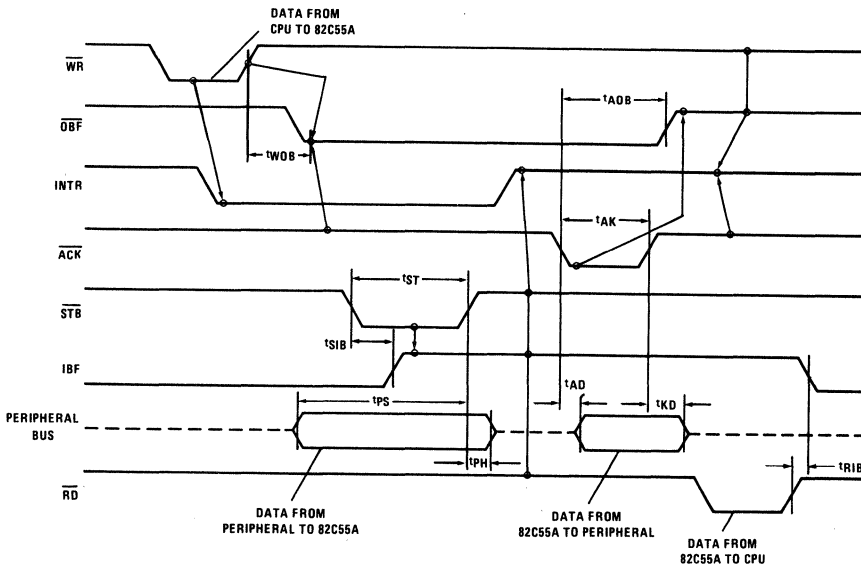 DATA FROM
CPU TO 82C55A
WR
OBF
tAOB
tWOB
INTR
tAK
ACK
tST
STB
tSIB
IBF
tAD
tKD
tPS
PERIPHERAL
BUS
tPH
tRIB
RD
DATA FROM
PERIPHERAL TO 82C55A
DATA FROM
82C55A TO PERIPHERAL
DATA FROM
82C55A TO CPU